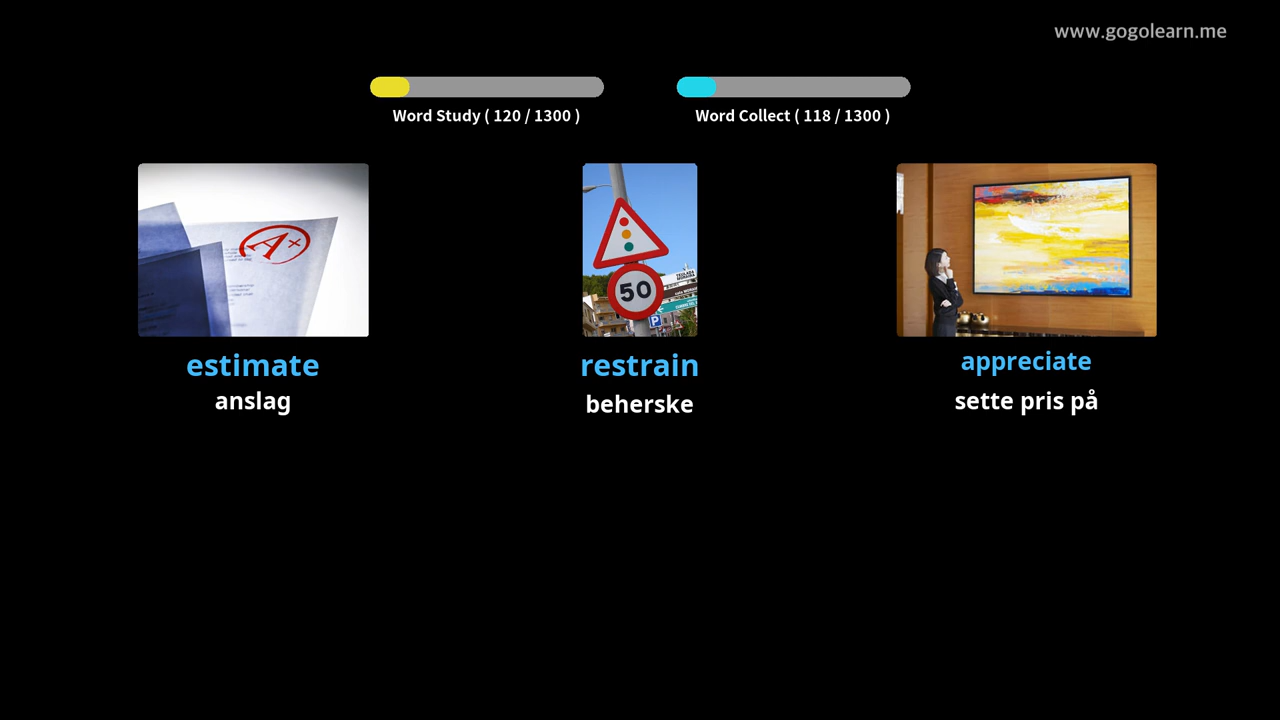 www.gogolearn.me
Word Study ( 120 / 1300 )
Word Collect ( 118 / 1300 )
A+
50
P
estimate
restrain
appreciate
anslag
beherske
sette pris på